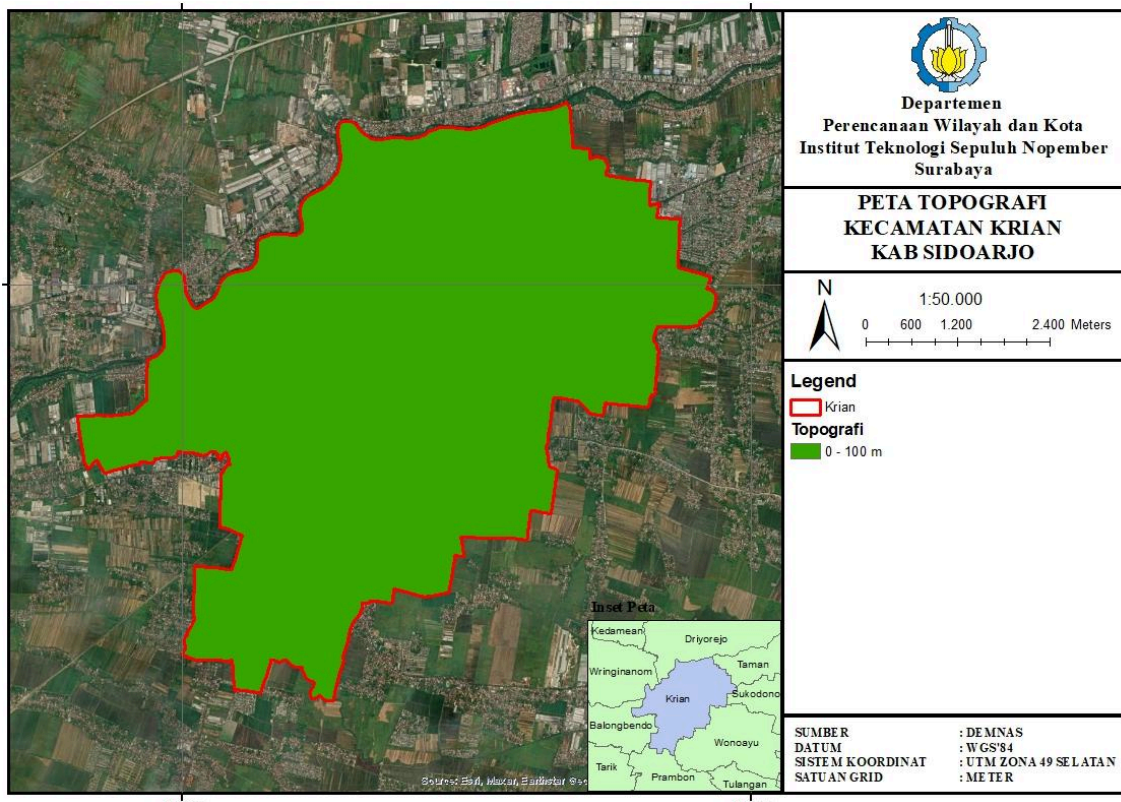 Departemen
Perencanaan Wilayah dan Kota
Institut Teknologi Sepuluh Nopember
Surabaya
PETA TOPOGRAFI
KECAMATAN KRIAN
KAB SIDOARJO
N
1:50.000
0 600 1.200 2.400 Meters
Legend
Krian
Topografi
0 - 100 m
Inset Peta
Kedamean
Driyorejo
Wringinanom
Taman
Krian
Sukodono
Balongbendo
Wonoayu
Tarik
Prambon
Tulangan
Source: Esri, Maxar, Earthstar Geo
SUMBER : DEMNAS
DATUM : WGS'84
SISTEM KOORDINAT : UTM ZONA 49 SELATAN
SATUAN GRID : METER